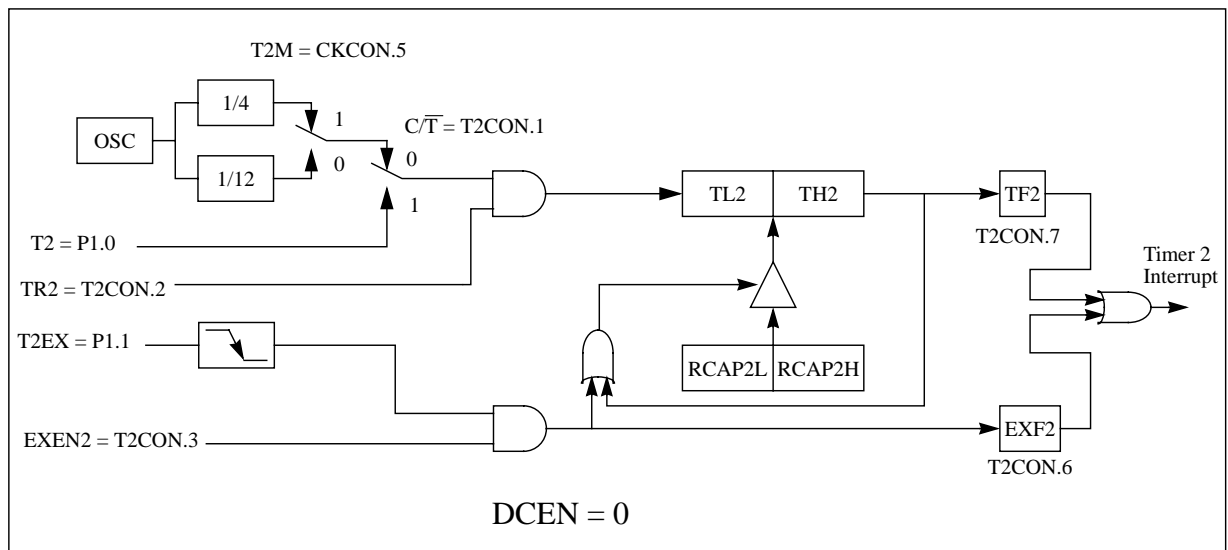 T2M = CKCON.5
1/4
OSC
1/12
1
0
C/T̅ = T2CON.1
0
1
T2 = P1.0
TR2 = T2CON.2
TL2
TH2
TF2
T2CON.7
Timer 2
Interrupt
T2EX = P1.1
RCAP2L
RCAP2H
EXEN2 = T2CON.3
EXF2
T2CON.6
DCEN = 0